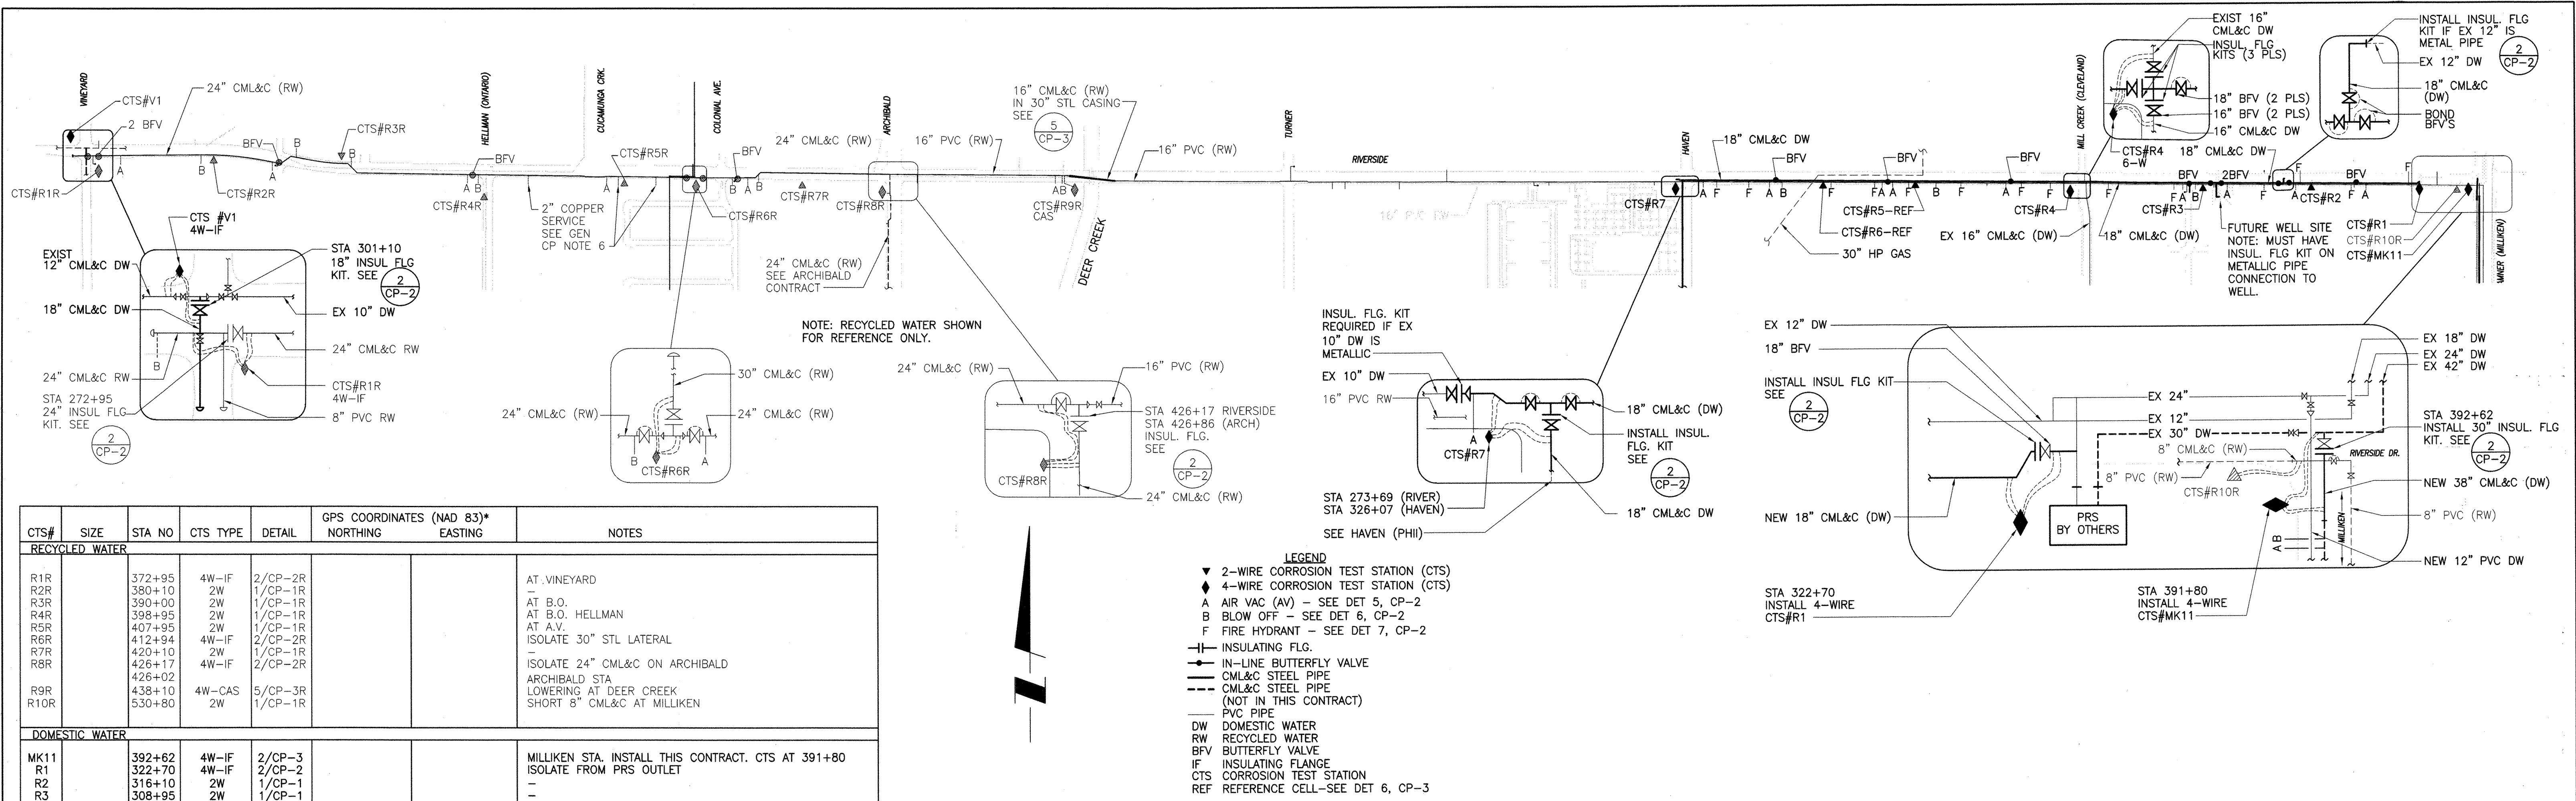 VINEYARD
CTS#V1
2 BFV
24" CML&C (RW)
BFV
CTS#R3R
B
A
CTS#R1R
CTS#R2R
HELLMAN (ONTARIO)
BFV
CTS#R4R
CUCAMUNGA CRK.
CTS#R5R
2" COPPER
SERVICE
SEE GEN
CP NOTE 6
COLONIAL AVE.
BFV
CTS#R6R
CTS#R7R
24" CML&C (RW)
ARCHIBALD
CTS#R8R
16" PVC (RW)
24" CML&C (RW)
SEE ARCHIBALD
CONTRACT
16" CML&C (RW)
IN 30" STL CASING
SEE
5
CP-3
16" PVC (RW)
CTS#R9R
CAS
DEER CREEK
TURNER
RIVERSIDE
16" PVC RW
HAVEN
CTS#R7
18" CML&C DW
BFV
CTS#R5-REF
CTS#R6-REF
30" HP GAS
BFV
BFV
MILL CREEK (CLEVELAND)
CTS#R4
EX 16" CML&C (DW)
18" CML&C (DW)
CTS#R3
BFV
2BFV
18" CML&C DW
CTS#R2
BFV
FUTURE WELL SITE
NOTE: MUST HAVE
INSUL. FLG KIT ON
METALLIC PIPE
CONNECTION TO
WELL.
CTS#R1
CTS#R10R
CTS#MK11
EXIST 16"
CML&C DW
INSUL. FLG
KITS (3 PLS)
18" BFV (2 PLS)
16" BFV (2 PLS)
16" CML&C DW
CTS#R4
6-W
INSTALL INSUL. FLG
KIT IF EX 12" IS
METAL PIPE
2
CP-2
EX 12" DW
18" CML&C
(DW)
BOND
BFV'S
CTS #V1
4W-IF
EXIST
12" CML&C DW
STA 301+10
18" INSUL FLG
KIT. SEE
2
CP-2
18" CML&C DW
EX 10" DW
24" CML&C RW
24" CML&C RW
STA 272+95
24" INSUL FLG
KIT. SEE
2
CP-2
CTS#R1R
4W-IF
8" PVC RW
30" CML&C (RW)
24" CML&C (RW)
24" CML&C (RW)
B
CTS#R6R
A
NOTE: RECYCLED WATER SHOWN
FOR REFERENCE ONLY.
24" CML&C (RW)
16" PVC (RW)
STA 426+17 RIVERSIDE
STA 426+86 (ARCH)
INSUL. FLG.
SEE
2
CP-2
CTS#R8R
24" CML&C (RW)
INSUL. FLG. KIT
REQUIRED IF EX
10" DW IS
METALLIC
EX 10" DW
16" PVC RW
18" CML&C (DW)
INSTALL INSUL.
FLG. KIT
SEE
2
CP-2
A
CTS#R7
STA 273+69 (RIVER)
STA 326+07 (HAVEN)
18" CML&C DW
SEE HAVEN (PHII)
EX 12" DW
18" BFV
INSTALL INSUL FLG KIT
SEE
2
CP-2
NEW 18" CML&C (DW)
EX 24"
EX 12"
EX 30" DW
8" CML&C (RW)
8" PVC (RW)
CTS#R10R
PRS
BY OTHERS
A B
MILLIKEN
RIVERSIDE DR.
EX 18" DW
EX 24" DW
EX 42" DW
STA 392+62
INSTALL 30" INSUL FLG
KIT. SEE
2
CP-2
NEW 38" CML&C (DW)
8" PVC (RW)
NEW 12" PVC DW
STA 322+70
INSTALL 4-WIRE
CTS#R1
STA 391+80
INSTALL 4-WIRE
CTS#MK11
LEGEND
2-WIRE CORROSION TEST STATION (CTS)
4-WIRE CORROSION TEST STATION (CTS)
A AIR VAC (AV) - SEE DET 5, CP-2
B BLOW OFF - SEE DET 6, CP-2
F FIRE HYDRANT - SEE DET 7, CP-2
INSULATING FLG.
IN-LINE BUTTERFLY VALVE
CML&C STEEL PIPE
CML&C STEEL PIPE
(NOT IN THIS CONTRACT)
PVC PIPE
DW DOMESTIC WATER
RW RECYCLED WATER
BFV BUTTERFLY VALVE
IF INSULATING FLANGE
CTS CORROSION TEST STATION
REF REFERENCE CELL-SEE DET 6, CP-3
CTS# SIZE STA NO CTS TYPE DETAIL GPS COORDINATES (NAD 83)* NORTHING EASTING NOTES
RECYCLED WATER
R1R 372+95 4W-IF 2/CP-2R AT VINEYARD
R2R 380+10 2W 1/CP-1R -
R3R 390+00 2W 1/CP-1R AT B.O.
R4R 398+95 2W 1/CP-1R AT B.O. HELLMAN
R5R 407+95 2W 1/CP-1R AT A.V.
R6R 412+94 4W-IF 2/CP-2R ISOLATE 30" STL LATERAL
R7R 420+10 2W 1/CP-1R -
R8R 426+17 4W-IF 2/CP-2R ISOLATE 24" CML&C ON ARCHIBALD
426+02 ARCHIBALD STA
R9R 438+10 4W-CAS 5/CP-3R LOWERING AT DEER CREEK
R10R 530+80 2W 1/CP-1R SHORT 8" CML&C AT MILLIKEN
DOMESTIC WATER
MK11 392+62 4W-IF 2/CP-3 MILLIKEN STA. INSTALL THIS CONTRACT. CTS AT 391+80
R1 322+70 4W-IF 2/CP-2 ISOLATE FROM PRS OUTLET
R2 316+10 2W 1/CP-1 -
R3 308+95 2W 1/CP-1 -